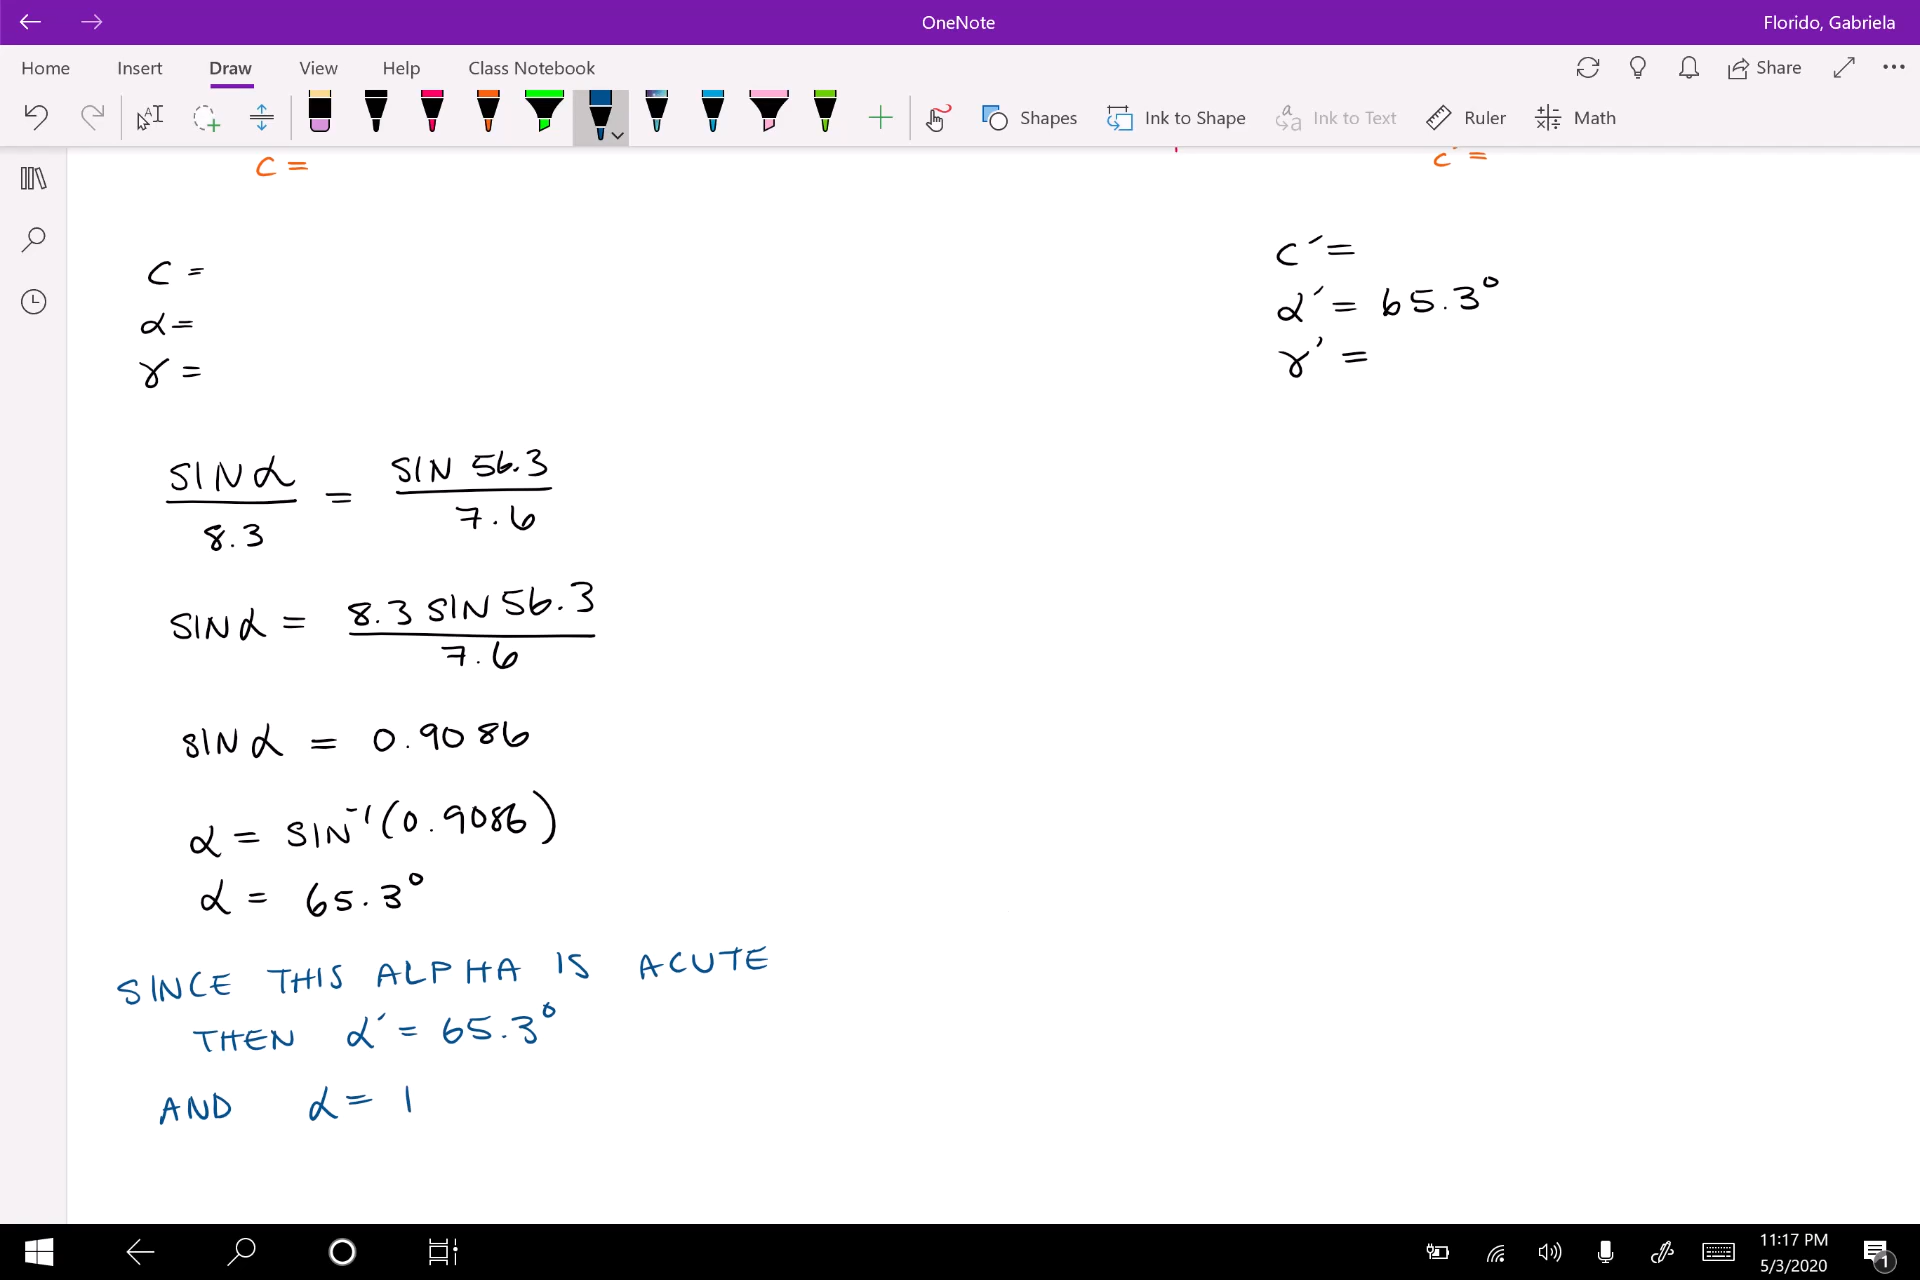 OneNote
Florido, Gabriela
Home Insert Draw View Help Class Notebook
Share
Shapes Ink to Shape Ink to Text Ruler Math
c =
c′ =
c =
α =
γ =
c′ =
α′ = 65.3°
γ′ =
SIN α / 8.3 = SIN 56.3 / 7.6
SIN α = 8.3 SIN 56.3 / 7.6
SIN α = 0.9086
α = SIN⁻¹(0.9086)
α = 65.3°
SINCE THIS ALPHA IS ACUTE
THEN α′ = 65.3°
AND α = 1
11:17 PM
5/3/2020
1